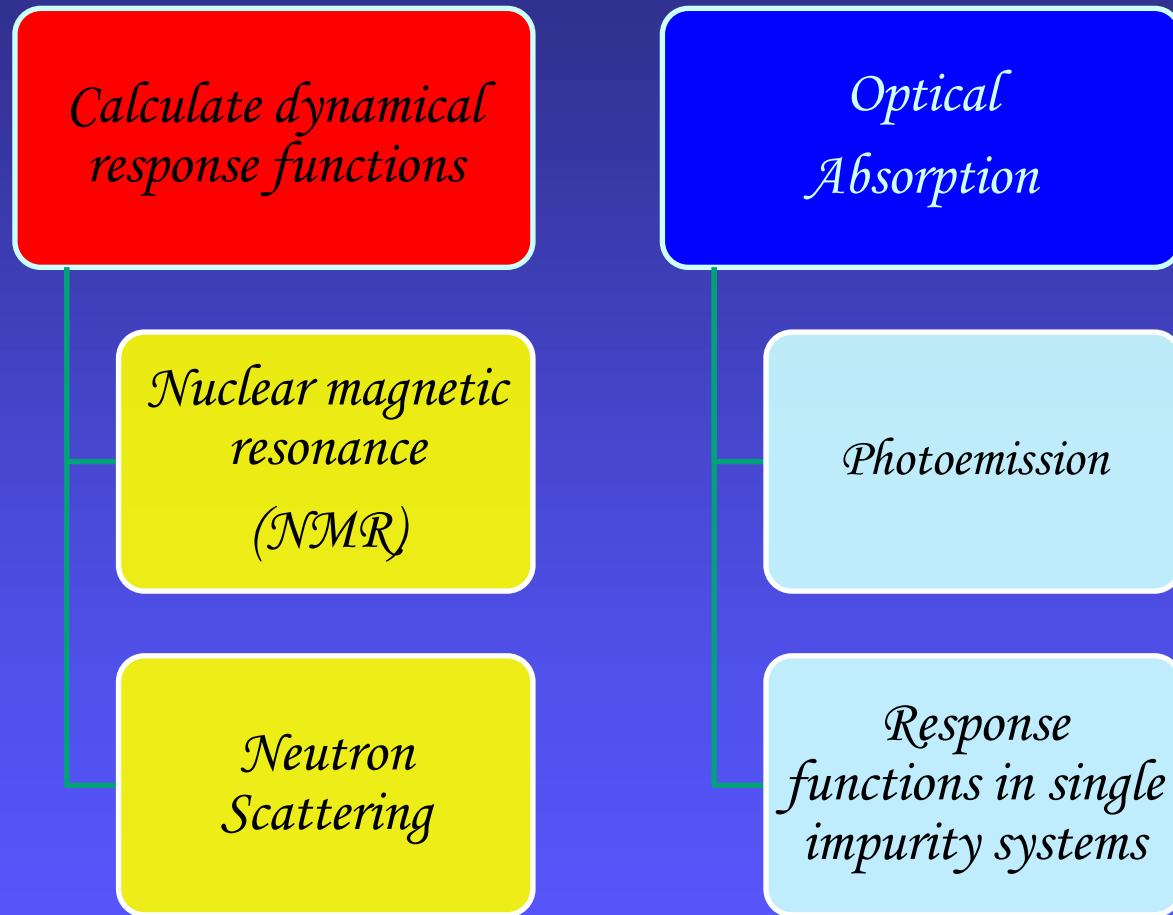 Calculate dynamical
response functions
Nuclear magnetic
resonance
(NMR)
Neutron
Scattering
Optical
Absorption
Photoemission
Response
functions in single
impurity systems